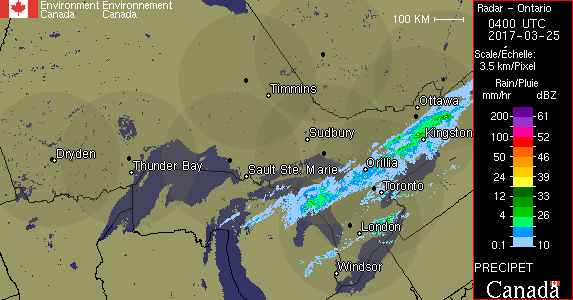 Environment Environnement
Canada Canada
100 KM
Radar - Ontario
0400 UTC
2017-03-25
Scale/Échelle:
3.5 km/Pixel
Rain/Pluie
mm/hr dBZ
200 61
100 52
50 46
24 39
12 33
4 26
0.1 10
PRECIPET
Canada
Timmins
Ottawa
Kingston
Sudbury
Dryden
Thunder Bay
Sault Ste. Marie
Orillia
Toronto
London
Windsor